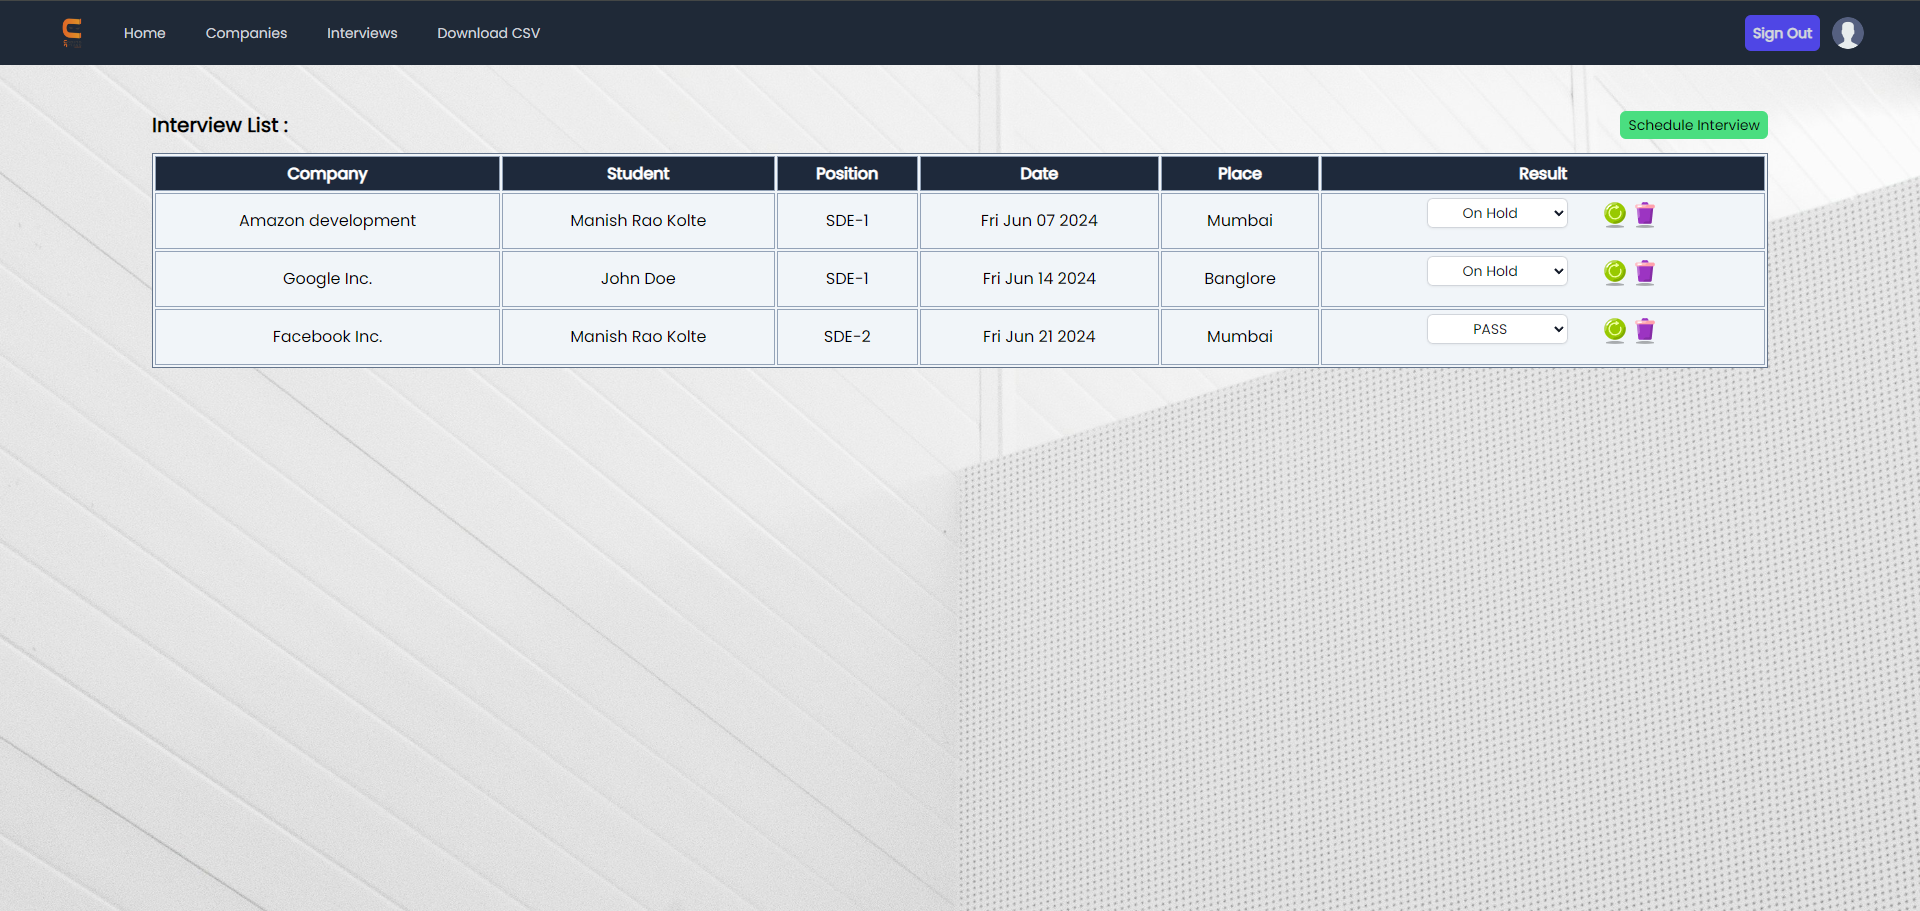 Home Companies Interviews Download CSV Sign Out
Interview List : Schedule Interview
Company Student Position Date Place Result
Amazon development Manish Rao Kolte SDE-1 Fri Jun 07 2024 Mumbai On Hold
Google Inc. John Doe SDE-1 Fri Jun 14 2024 Banglore On Hold
Facebook Inc. Manish Rao Kolte SDE-2 Fri Jun 21 2024 Mumbai PASS